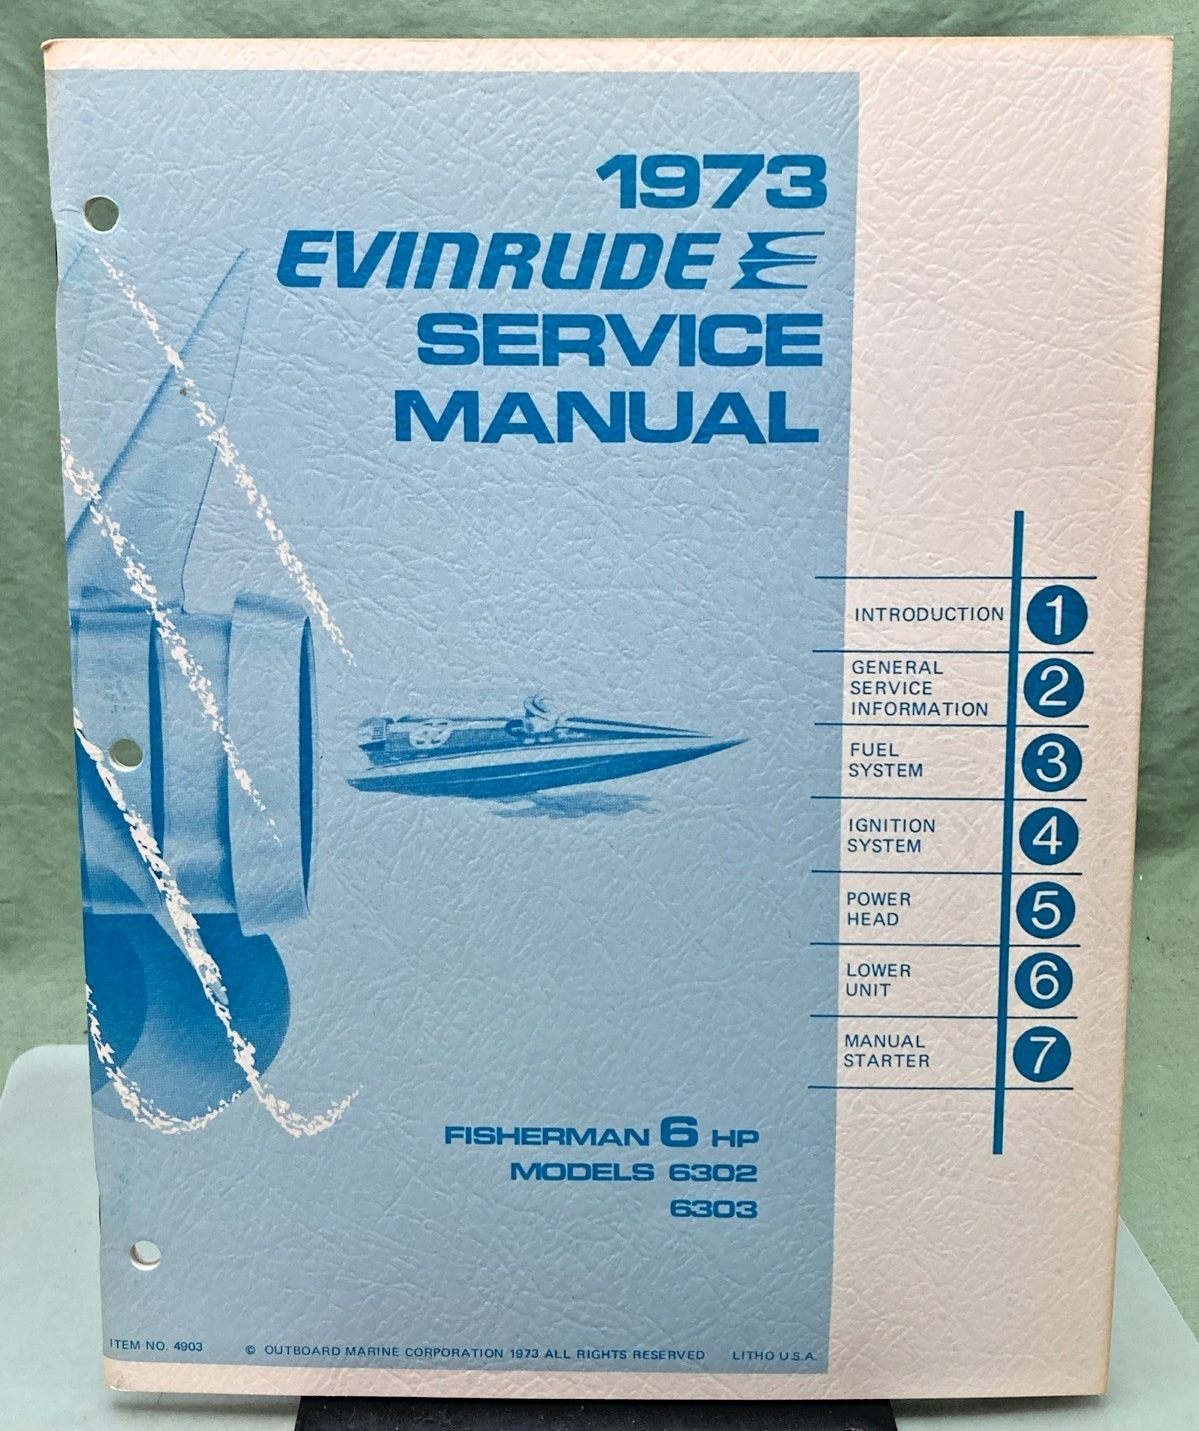 1973
EVINRUDE
SERVICE
MANUAL
INTRODUCTION 1
GENERAL
SERVICE
INFORMATION 2
FUEL
SYSTEM 3
IGNITION
SYSTEM 4
POWER
HEAD 5
LOWER
UNIT 6
MANUAL
STARTER 7
FISHERMAN 6 HP
MODELS 6302
6303
ITEM NO. 4903 © OUTBOARD MARINE CORPORATION 1973 ALL RIGHTS RESERVED LITHO U.S.A.